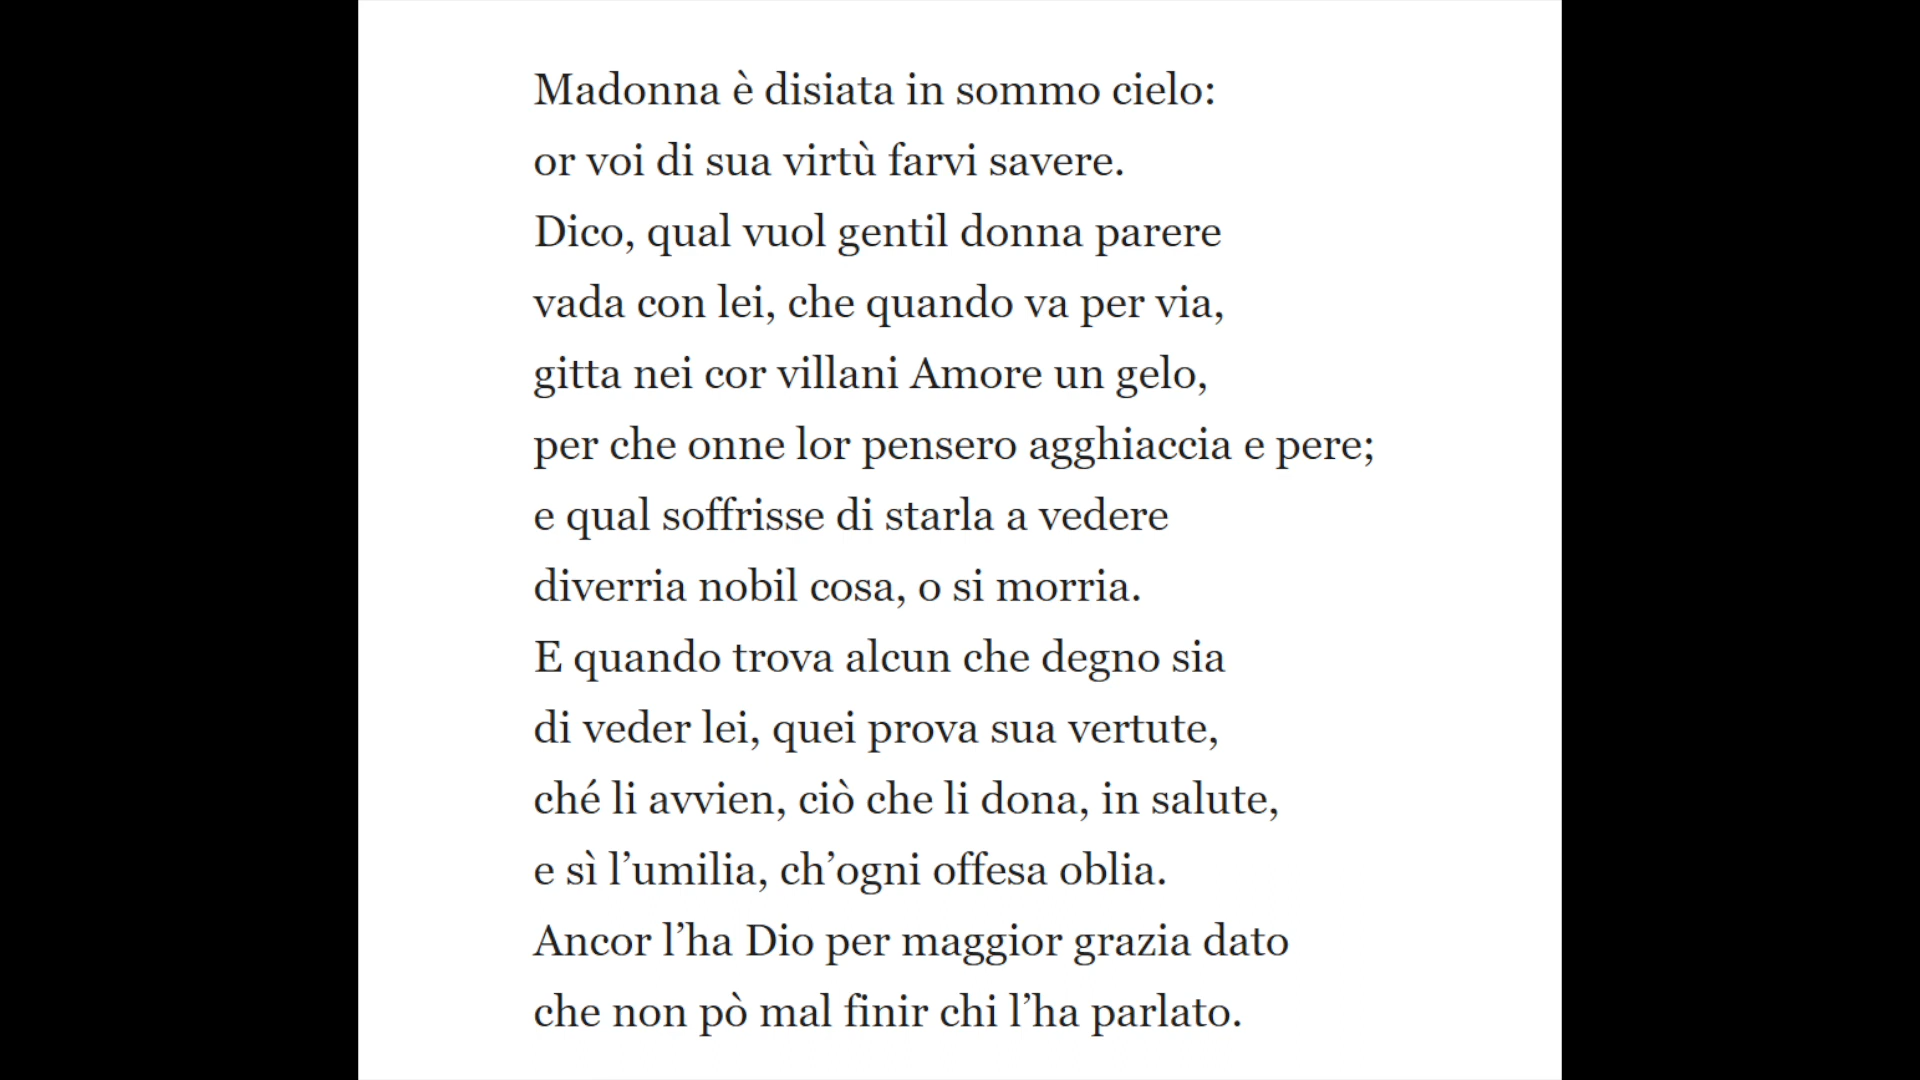 Madonna è disiata in sommo cielo:
or voi di sua virtù farvi savere.
Dico, qual vuol gentil donna parere
vada con lei, che quando va per via,
gitta nei cor villani Amore un gelo,
per che onne lor pensero agghiaccia e pere;
e qual soffrisse di starla a vedere
diverria nobil cosa, o si morria.
E quando trova alcun che degno sia
di veder lei, quei prova sua vertute,
ché li avvien, ciò che li dona, in salute,
e sì l’umilia, ch’ogni offesa oblia.
Ancor l’ha Dio per maggior grazia dato
che non pò mal finir chi l’ha parlato.